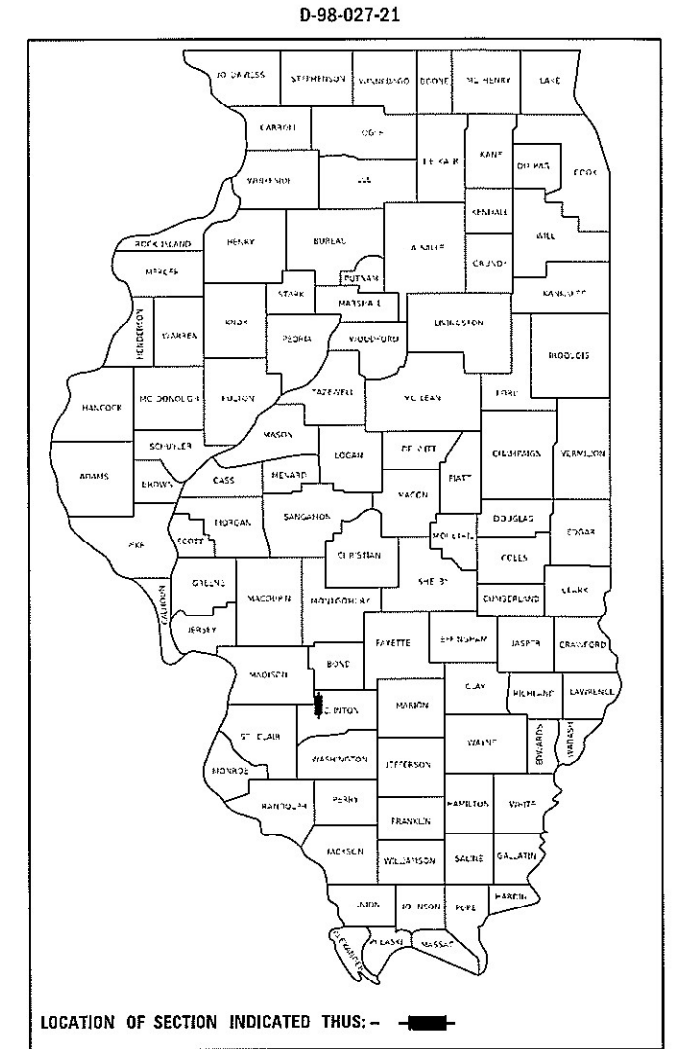 D-98-027-21
JO DAVIESS STEPHENSON WINNEBAGO BOONE MC HENRY LAKE
CARROLL OGLE DE KALB KANE DU PAGE COOK
WHITESIDE LEE KENDALL WILL
ROCK ISLAND HENRY BUREAU LA SALLE GRUNDY
MERCER PUTNAM KANKAKEE
HENDERSON WARREN KNOX STARK MARSHALL LIVINGSTON
PEORIA WOODFORD IROQUOIS
HANCOCK MC DONOUGH FULTON TAZEWELL MC LEAN FORD
SCHUYLER MASON LOGAN DE WITT CHAMPAIGN VERMILION
ADAMS BROWN CASS MENARD MACON PIATT
PIKE SCOTT MORGAN SANGAMON CHRISTIAN MOULTRIE DOUGLAS EDGAR
COLES
CALHOUN GREENE MACOUPIN MONTGOMERY SHELBY CUMBERLAND CLARK
JERSEY FAYETTE EFFINGHAM JASPER CRAWFORD
MADISON BOND CLAY RICHLAND LAWRENCE
CLINTON MARION
ST. CLAIR WASHINGTON WAYNE EDWARDS WABASH
MONROE JEFFERSON
RANDOLPH PERRY HAMILTON WHITE
FRANKLIN
JACKSON WILLIAMSON SALINE GALLATIN
UNION JOHNSON POPE HARDIN
ALEXANDER PULASKI MASSAC
LOCATION OF SECTION INDICATED THUS: -